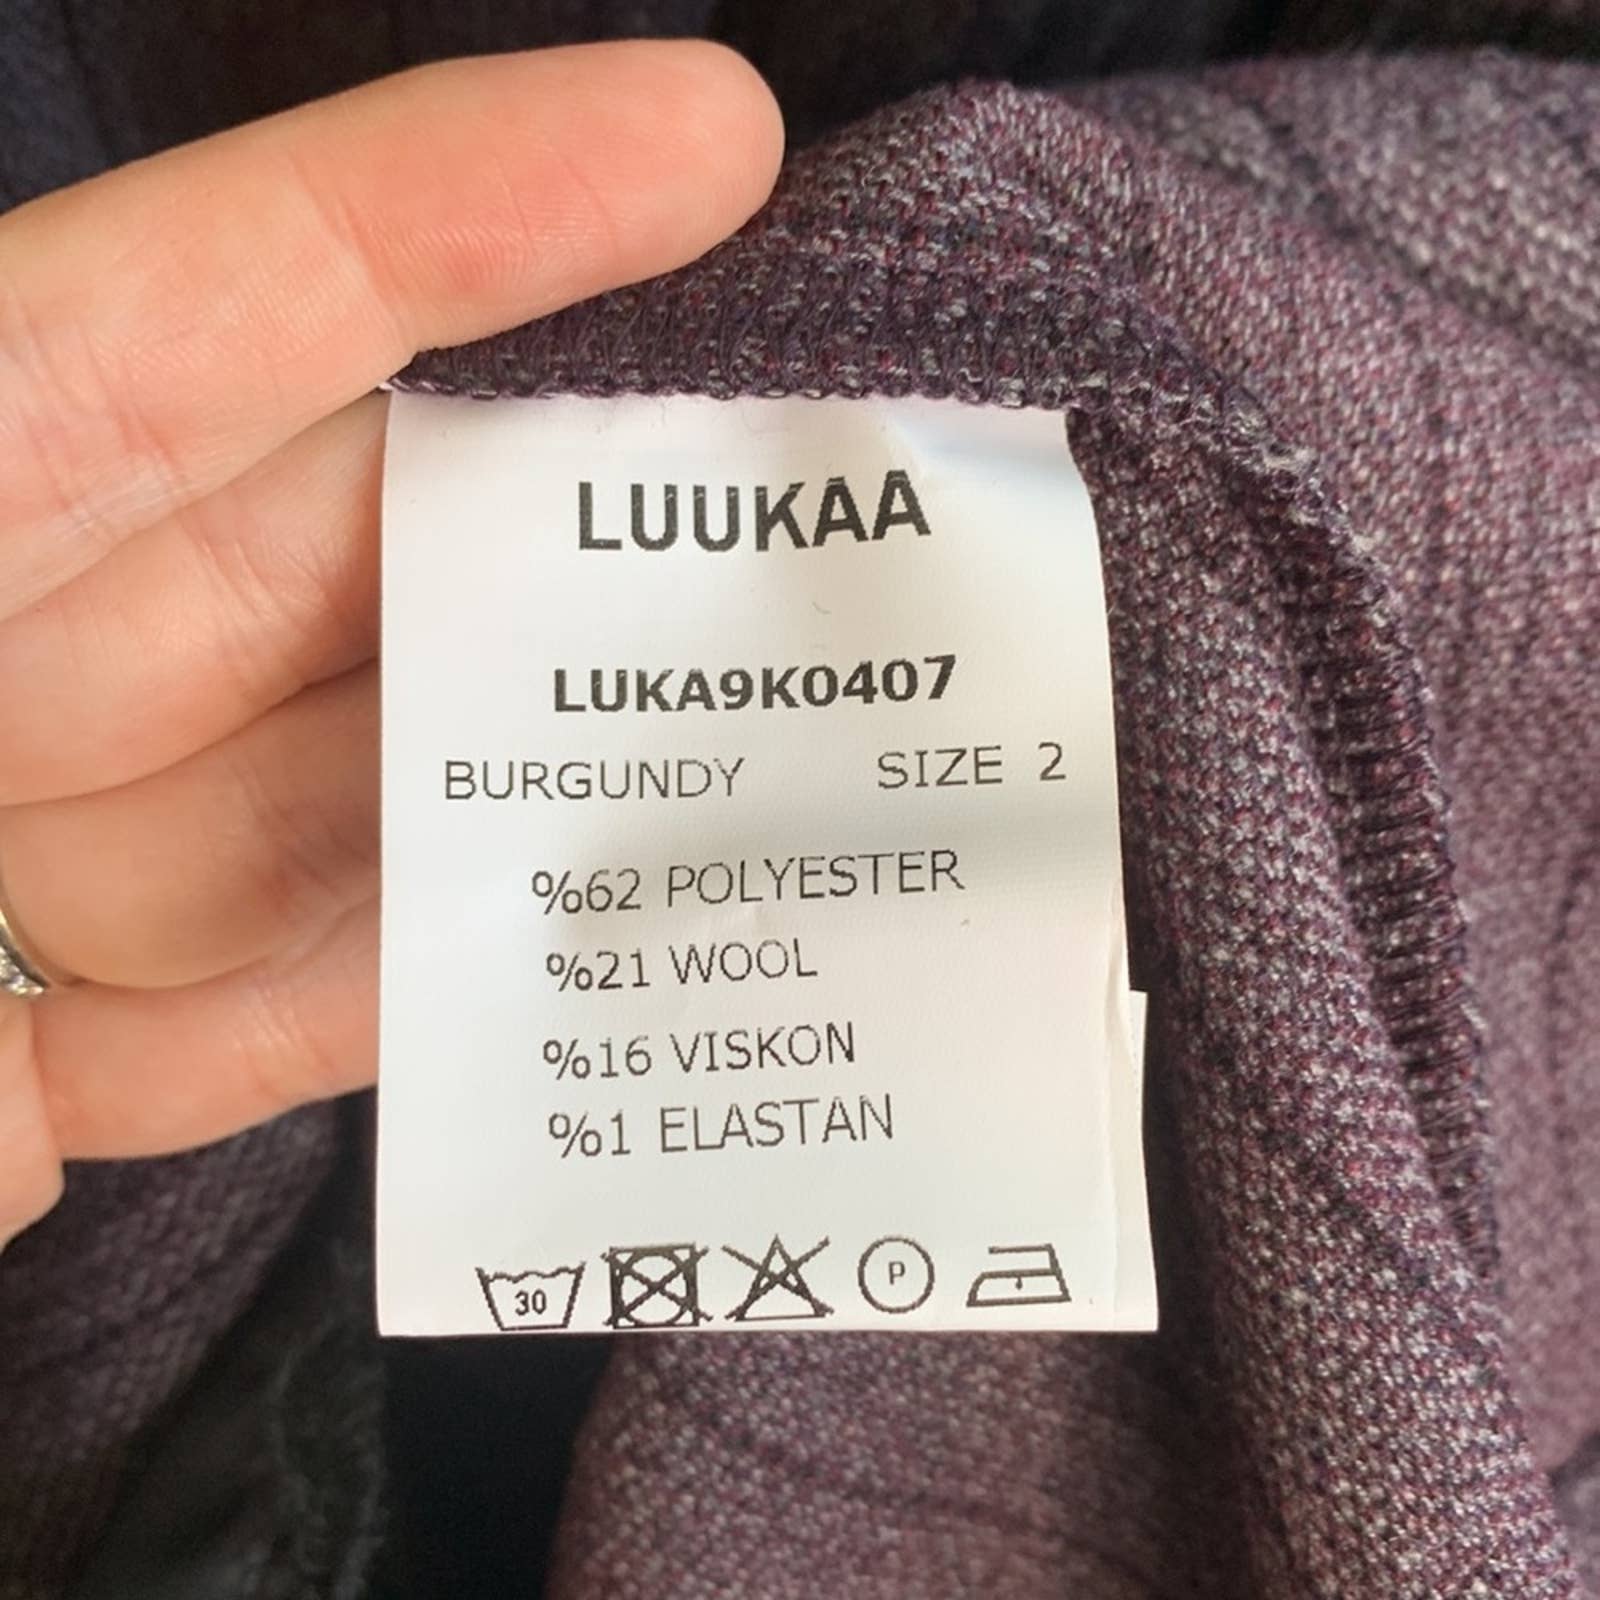 LUUKAA
LUKA9K0407
BURGUNDY SIZE 2
%62 POLYESTER
%21 WOOL
%16 VISKON
%1 ELASTAN
30 P